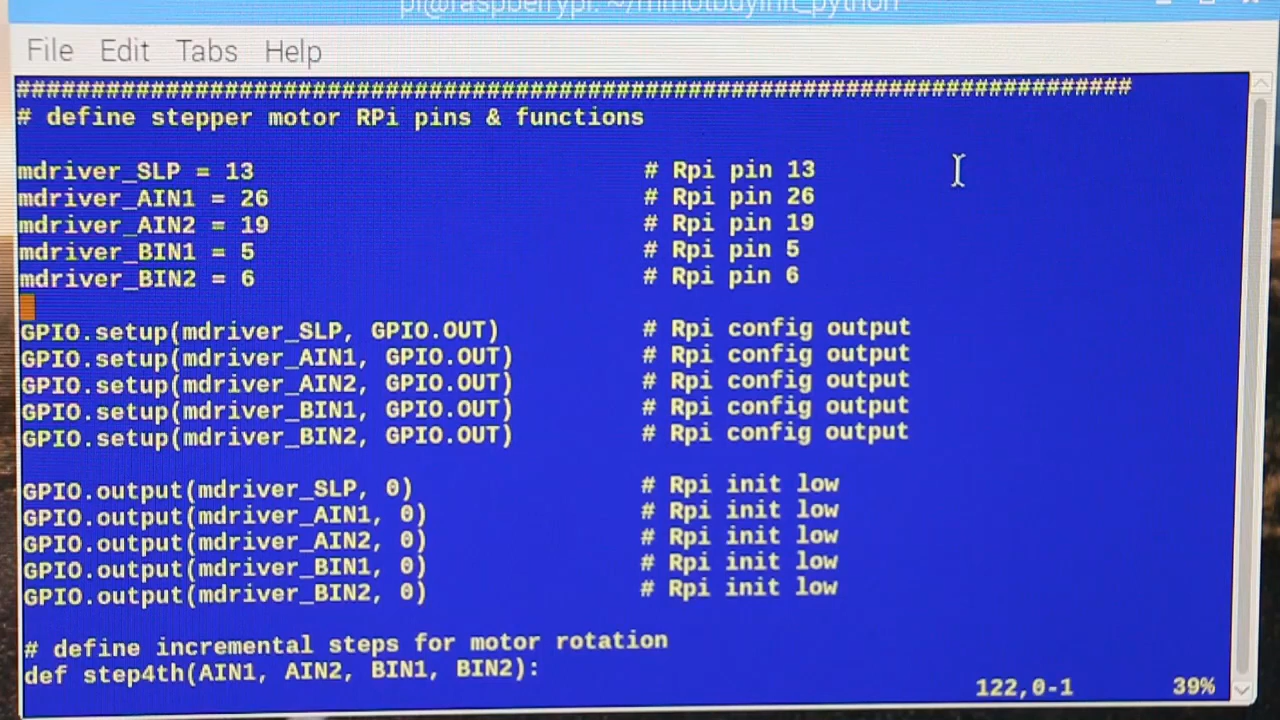 pi@raspberrypi: ~/mmotbdyinit_python
File Edit Tabs Help
################################################################################
# define stepper motor RPi pins & functions
mdriver_SLP = 13 # Rpi pin 13
mdriver_AIN1 = 26 # Rpi pin 26
mdriver_AIN2 = 19 # Rpi pin 19
mdriver_BIN1 = 5 # Rpi pin 5
mdriver_BIN2 = 6 # Rpi pin 6
GPIO.setup(mdriver_SLP, GPIO.OUT) # Rpi config output
GPIO.setup(mdriver_AIN1, GPIO.OUT) # Rpi config output
GPIO.setup(mdriver_AIN2, GPIO.OUT) # Rpi config output
GPIO.setup(mdriver_BIN1, GPIO.OUT) # Rpi config output
GPIO.setup(mdriver_BIN2, GPIO.OUT) # Rpi config output
GPIO.output(mdriver_SLP, 0) # Rpi init low
GPIO.output(mdriver_AIN1, 0) # Rpi init low
GPIO.output(mdriver_AIN2, 0) # Rpi init low
GPIO.output(mdriver_BIN1, 0) # Rpi init low
GPIO.output(mdriver_BIN2, 0) # Rpi init low
# define incremental steps for motor rotation
def step4th(AIN1, AIN2, BIN1, BIN2):
122,0-1 39%